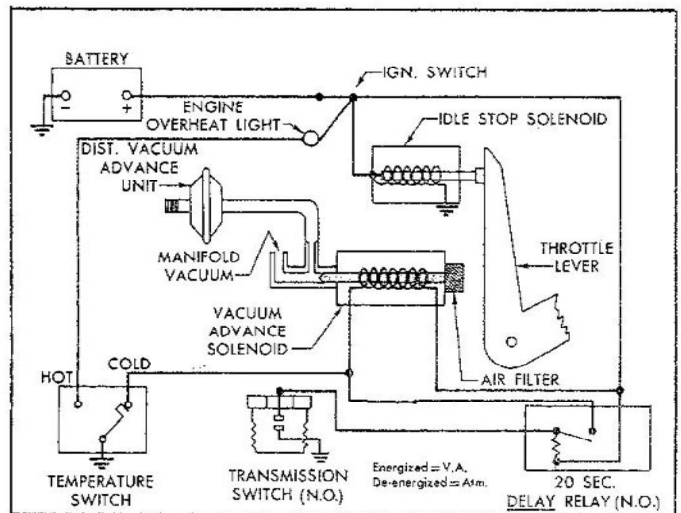 BATTERY
IGN. SWITCH
ENGINE
OVERHEAT LIGHT
IDLE STOP SOLENOID
DIST. VACUUM
ADVANCE
UNIT
MANIFOLD
VACUUM
THROTTLE
LEVER
VACUUM
ADVANCE
SOLENOID
AIR FILTER
HOT
COLD
TEMPERATURE
SWITCH
TRANSMISSION
SWITCH (N.O.)
Energized = V.A.
De-energized = Atm.
20 SEC.
DELAY RELAY (N.O.)